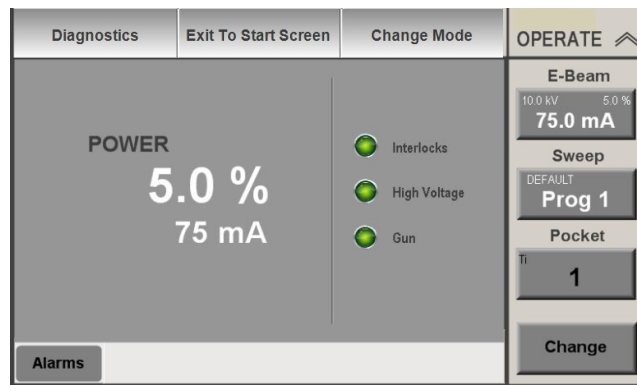 Diagnostics
Exit To Start Screen
Change Mode
OPERATE
POWER
5.0 %
75 mA
Interlocks
High Voltage
Gun
E-Beam
10.0 kV 5.0 %
75.0 mA
Sweep
DEFAULT
Prog 1
Pocket
Ti
1
Change
Alarms